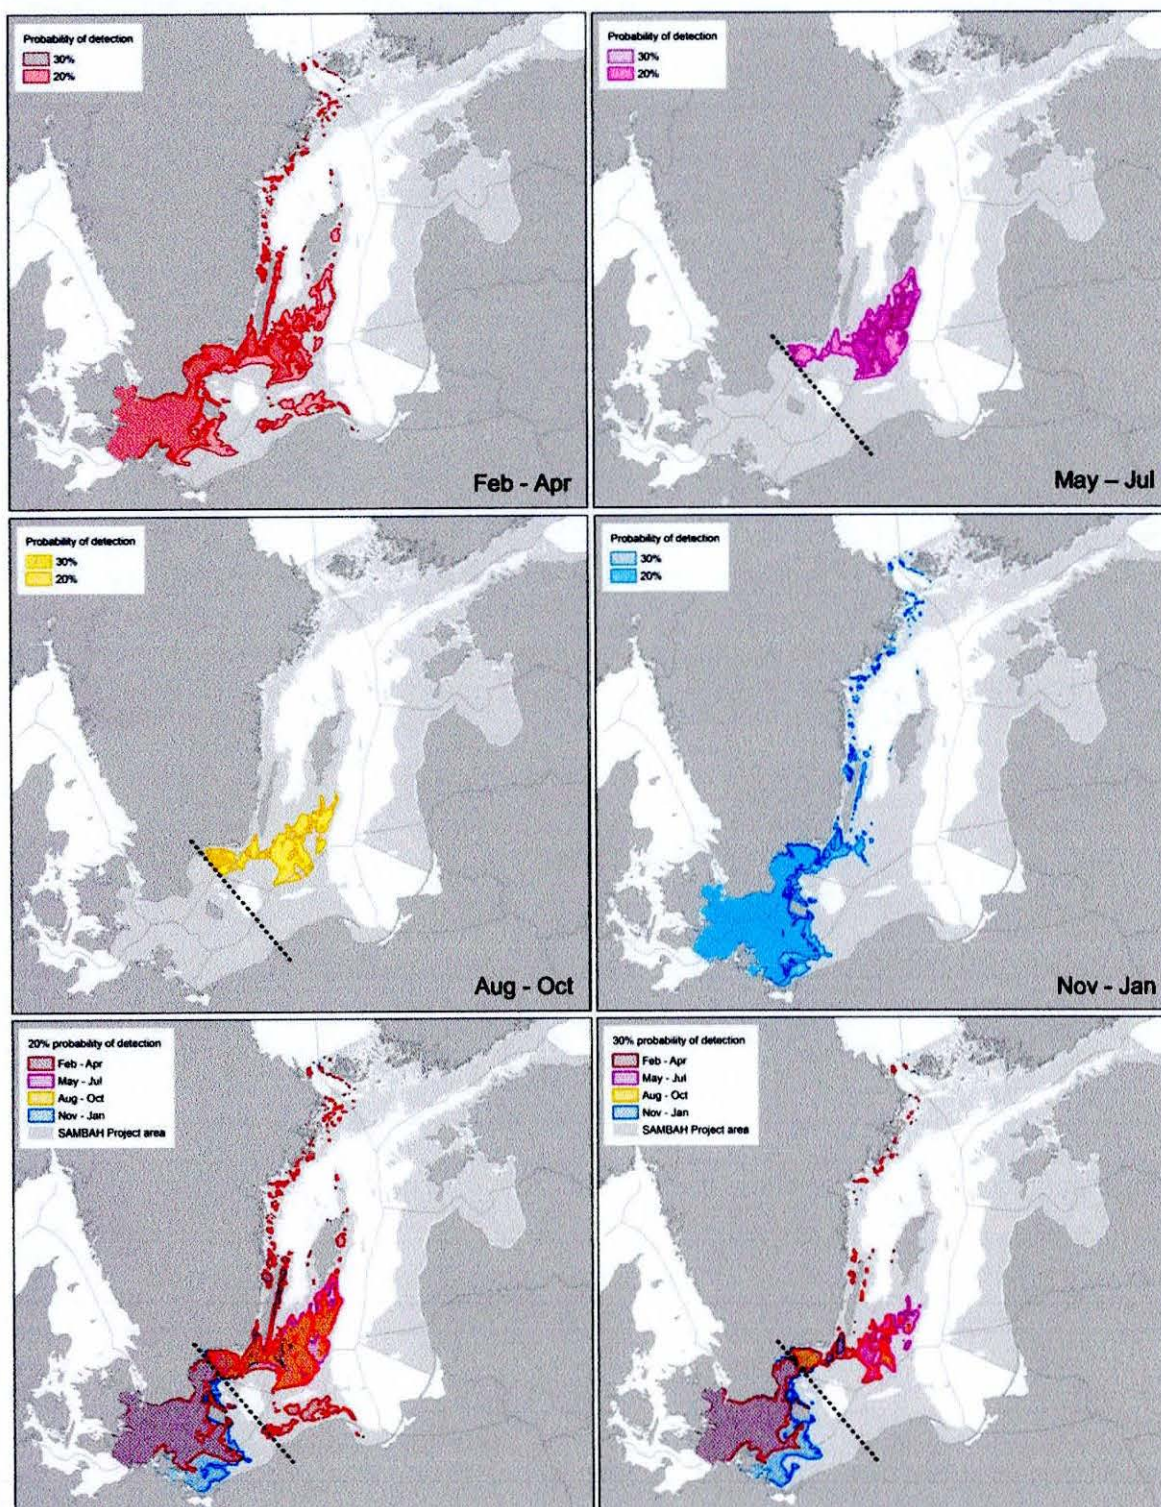 Probability of detection
30%
20%
Feb - Apr
Probability of detection
30%
20%
May – Jul
Probability of detection
30%
20%
Aug - Oct
Probability of detection
30%
20%
Nov - Jan
20% probability of detection
Feb - Apr
May - Jul
Aug - Oct
Nov - Jan
SAMBAH Project area
30% probability of detection
Feb - Apr
May - Jul
Aug - Oct
Nov - Jan
SAMBAH Project area